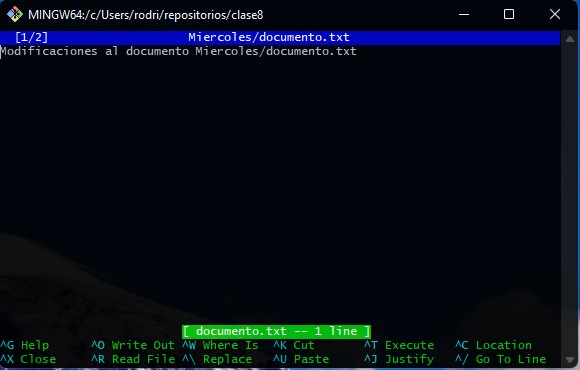 MINGW64:/c/Users/rodri/repositorios/clase8
[1/2] Miercoles/documento.txt
Modificaciones al documento Miercoles/documento.txt
[ documento.txt -- 1 line ]
^G Help ^O Write Out ^W Where Is ^K Cut ^T Execute ^C Location
^X Close ^R Read File ^\ Replace ^U Paste ^J Justify ^/ Go To Line